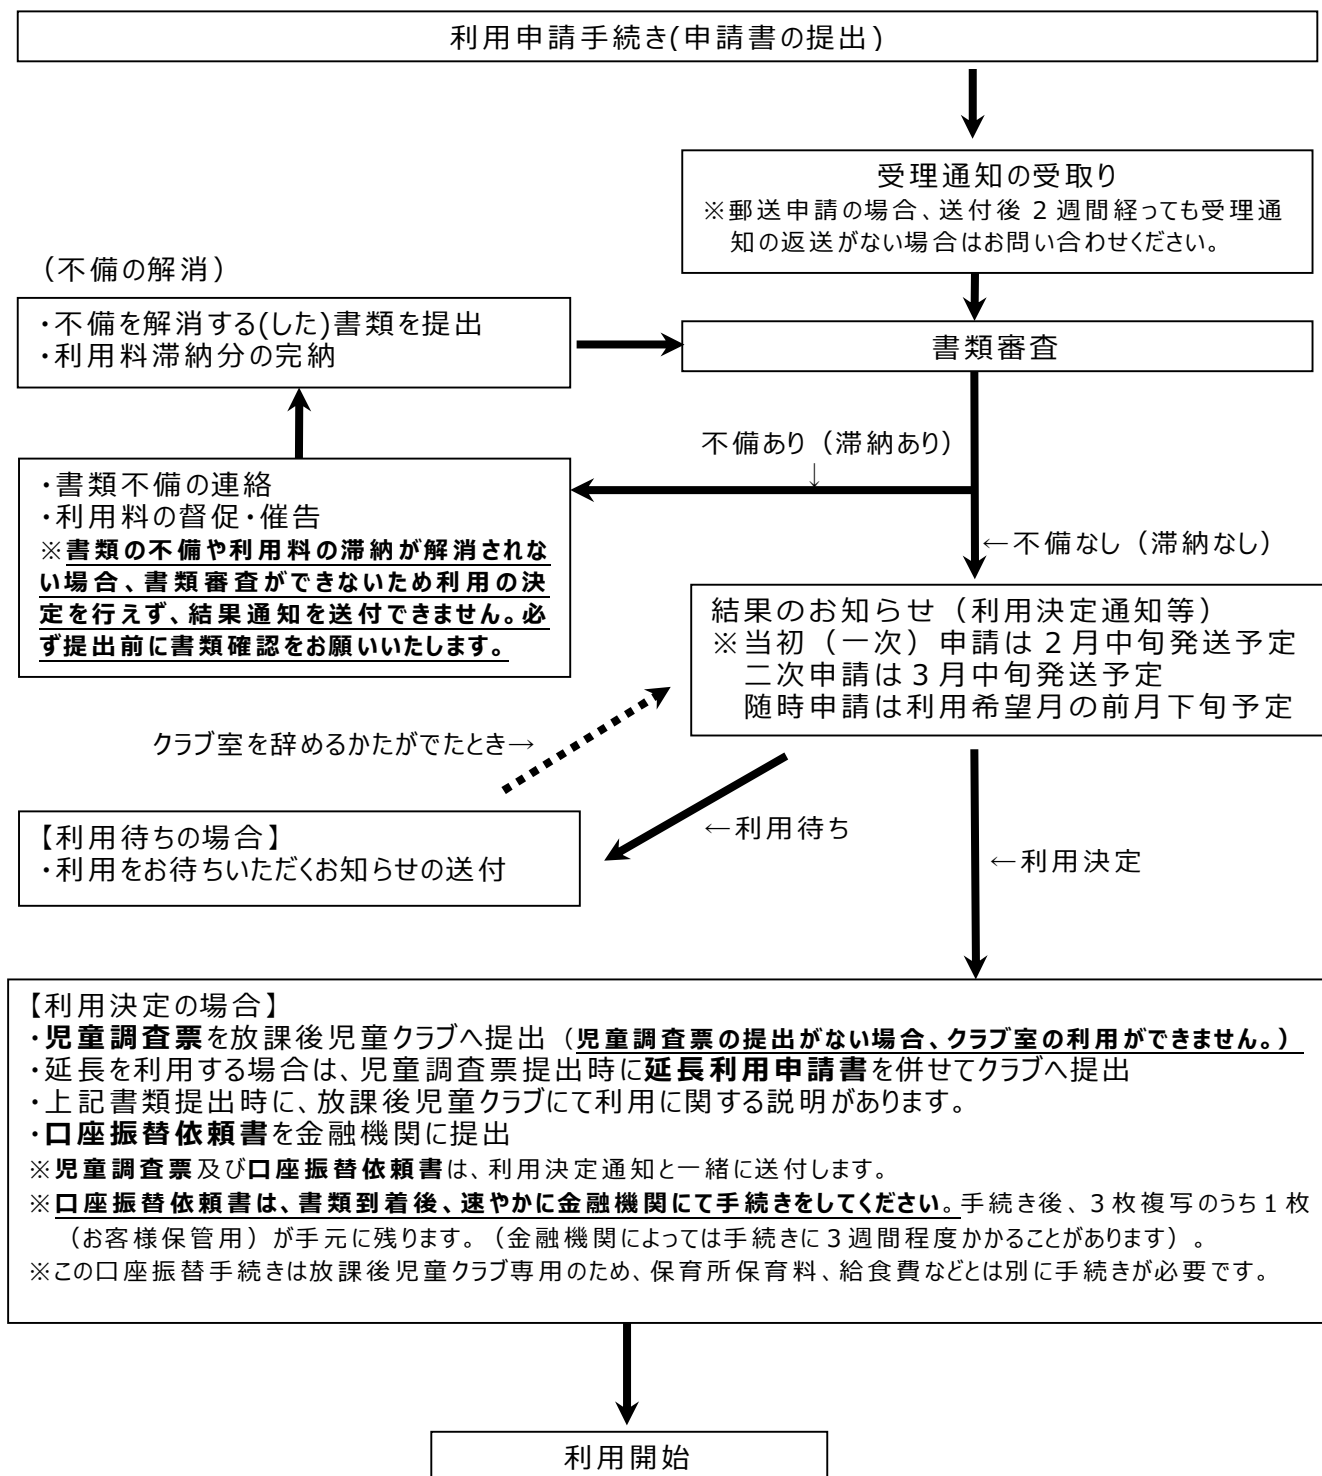 利用申請手続き(申請書の提出)
受理通知の受取り
※郵送申請の場合、送付後2週間経っても受理通
知の返送がない場合はお問い合わせください。
(不備の解消)
・不備を解消する(した)書類を提出
・利用料滞納分の完納
書類審査
不備あり（滞納あり）
↓
・書類不備の連絡
・利用料の督促・催告
※書類の不備や利用料の滞納が解消されな
い場合、書類審査ができないため利用の決
定を行えず、結果通知を送付できません。必
ず提出前に書類確認をお願いいたします。
←不備なし（滞納なし）
結果のお知らせ（利用決定通知等）
※当初（一次）申請は2月中旬発送予定
二次申請は3月中旬発送予定
随時申請は利用希望月の前月下旬予定
クラブ室を辞めるかたがでたとき→
【利用待ちの場合】
・利用をお待ちいただくお知らせの送付
←利用待ち
←利用決定
【利用決定の場合】
・児童調査票を放課後児童クラブへ提出（児童調査票の提出がない場合、クラブ室の利用ができません。）
・延長を利用する場合は、児童調査票提出時に延長利用申請書を併せてクラブへ提出
・上記書類提出時に、放課後児童クラブにて利用に関する説明があります。
・口座振替依頼書を金融機関に提出
※児童調査票及び口座振替依頼書は、利用決定通知と一緒に送付します。
※口座振替依頼書は、書類到着後、速やかに金融機関にて手続きをしてください。手続き後、3枚複写のうち1枚
（お客様保管用）が手元に残ります。（金融機関によっては手続きに3週間程度かかることがあります）。
※この口座振替手続きは放課後児童クラブ専用のため、保育所保育料、給食費などとは別に手続きが必要です。
利用開始